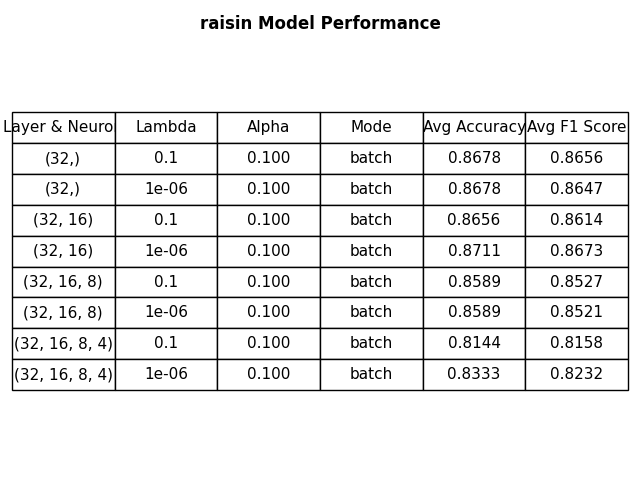 raisin Model Performance
Layer & Neuro Lambda Alpha Mode Avg Accuracy Avg F1 Score
(32,) 0.1 0.100 batch 0.8678 0.8656
(32,) 1e-06 0.100 batch 0.8678 0.8647
(32, 16) 0.1 0.100 batch 0.8656 0.8614
(32, 16) 1e-06 0.100 batch 0.8711 0.8673
(32, 16, 8) 0.1 0.100 batch 0.8589 0.8527
(32, 16, 8) 1e-06 0.100 batch 0.8589 0.8521
(32, 16, 8, 4) 0.1 0.100 batch 0.8144 0.8158
(32, 16, 8, 4) 1e-06 0.100 batch 0.8333 0.8232